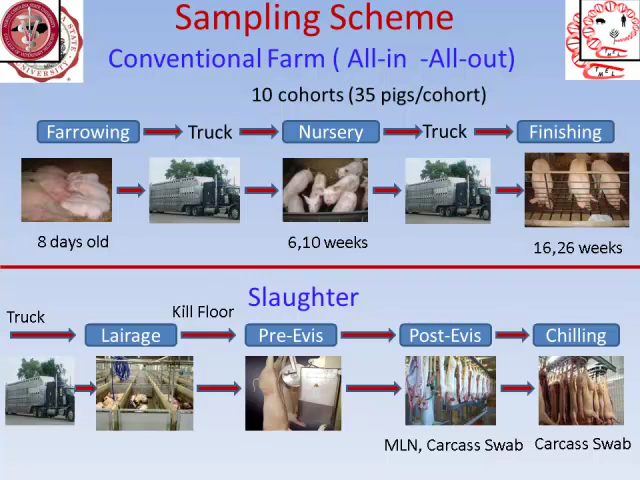 Sampling Scheme
Conventional Farm ( All-in -All-out)
10 cohorts (35 pigs/cohort)
Farrowing Truck Nursery Truck Finishing
8 days old 6,10 weeks 16,26 weeks
Slaughter
Truck Kill Floor
Lairage Pre-Evis Post-Evis Chilling
MLN, Carcass Swab Carcass Swab